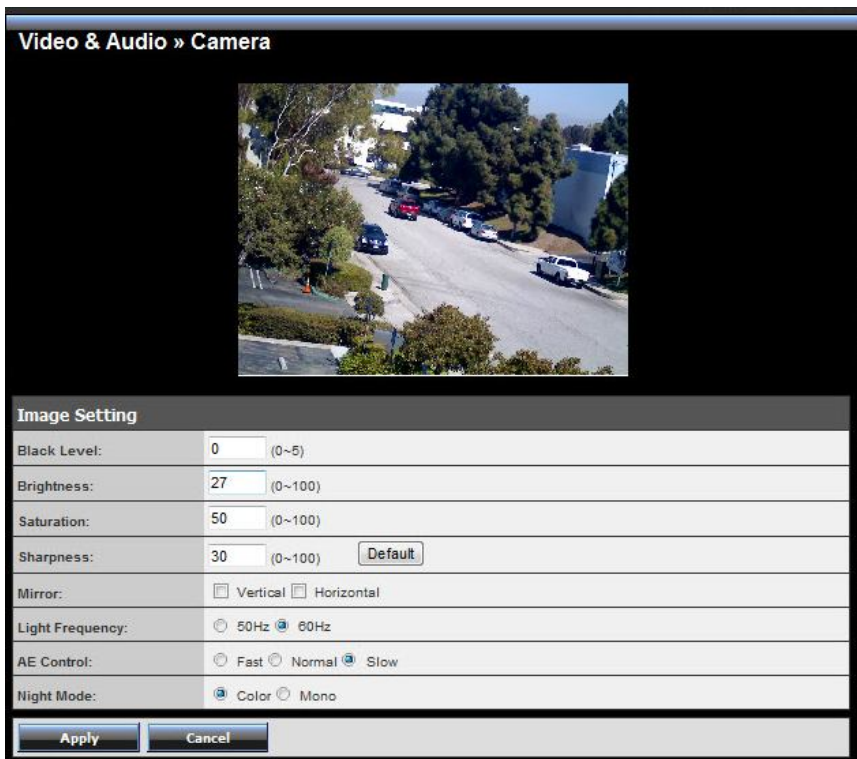 Video & Audio » Camera
Image Setting
Black Level: 0 (0~5)
Brightness: 27 (0~100)
Saturation: 50 (0~100)
Sharpness: 30 (0~100) Default
Mirror: Vertical Horizontal
Light Frequency: 50Hz 60Hz
AE Control: Fast Normal Slow
Night Mode: Color Mono
Apply Cancel